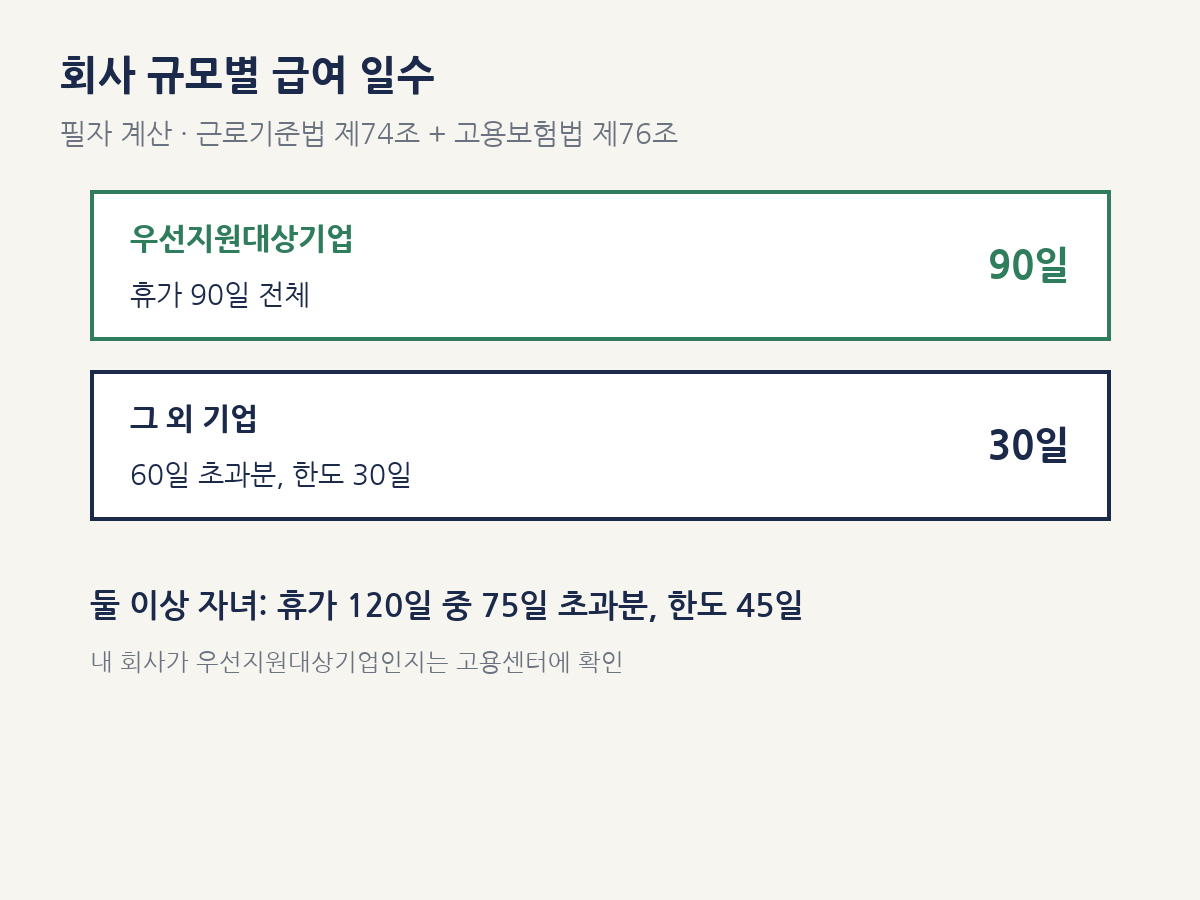 회사 규모별 급여 일수
필자 계산 · 근로기준법 제74조 + 고용보험법 제76조
우선지원대상기업
휴가 90일 전체
90일
그 외 기업
60일 초과분, 한도 30일
30일
둘 이상 자녀: 휴가 120일 중 75일 초과분, 한도 45일
내 회사가 우선지원대상기업인지는 고용센터에 확인